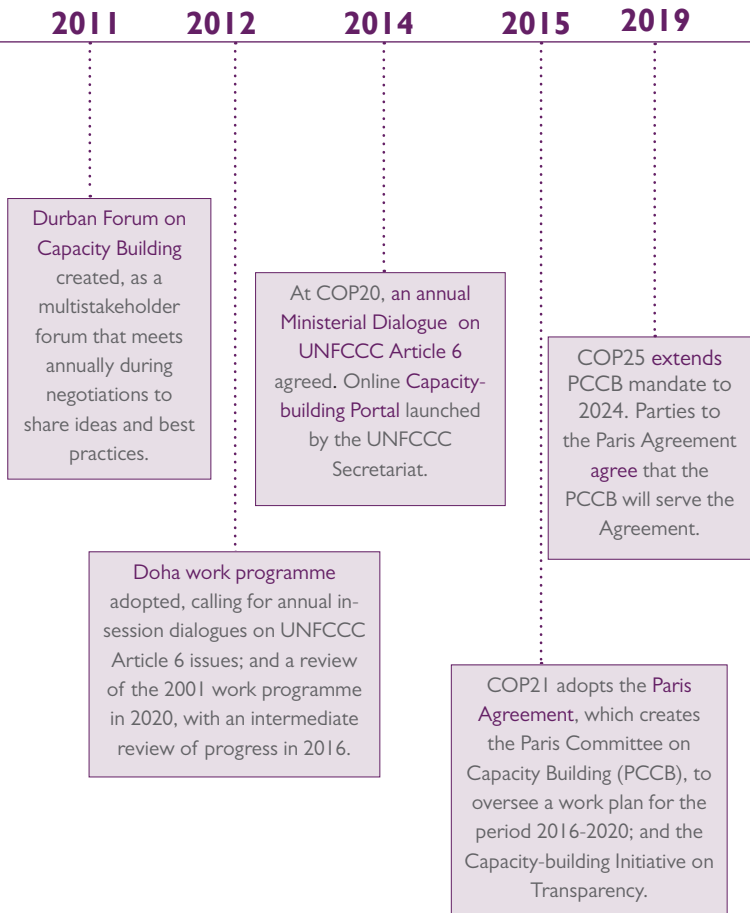 2011 2012 2014 2015 2019
Durban Forum on
Capacity Building
created, as a
multistakeholder
forum that meets
annually during
negotiations to
share ideas and best
practices.
Doha work programme
adopted, calling for annual in-
session dialogues on UNFCCC
Article 6 issues; and a review
of the 2001 work programme
in 2020, with an intermediate
review of progress in 2016.
At COP20, an annual
Ministerial Dialogue on
UNFCCC Article 6
agreed. Online Capacity-
building Portal launched
by the UNFCCC
Secretariat.
COP21 adopts the Paris
Agreement, which creates
the Paris Committee on
Capacity Building (PCCB), to
oversee a work plan for the
period 2016-2020; and the
Capacity-building Initiative on
Transparency.
COP25 extends
PCCB mandate to
2024. Parties to
the Paris Agreement
agree that the
PCCB will serve the
Agreement.